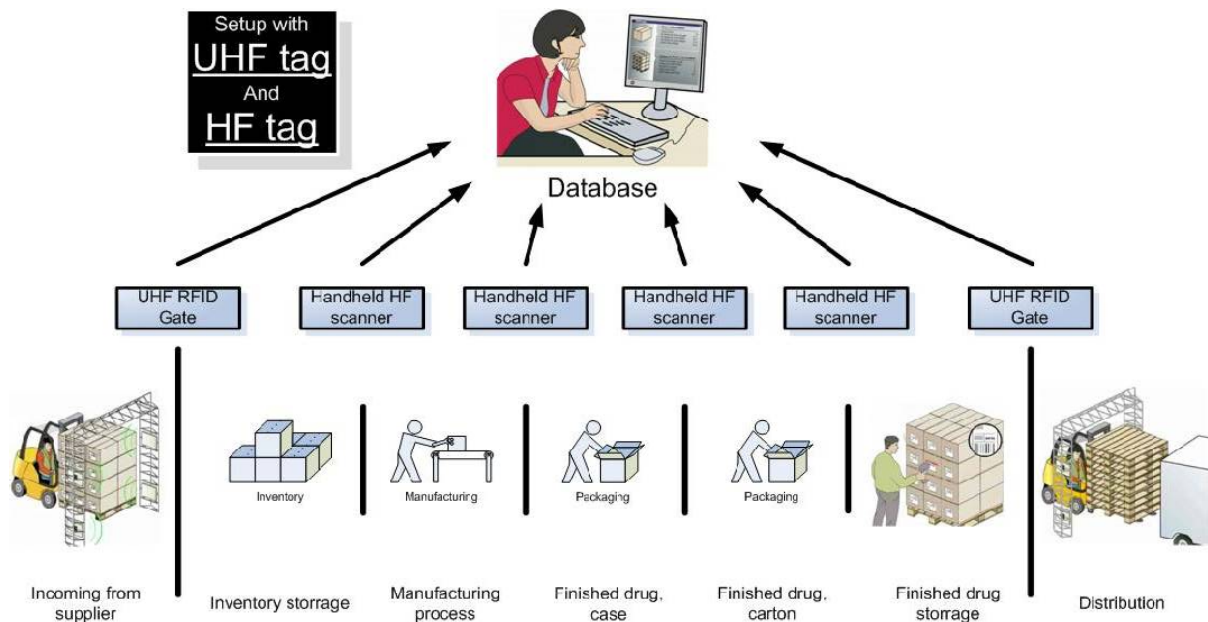 Setup with
UHF tag
And
HF tag
Database
UHF RFID
Gate
Handheld HF
scanner
Handheld HF
scanner
Handheld HF
scanner
Handheld HF
scanner
UHF RFID
Gate
Inventory
Manufacturing
Packaging
Packaging
Incoming from
supplier
Inventory storrage
Manufacturing
process
Finished drug,
case
Finished drug,
carton
Finished drug
storrage
Distribution